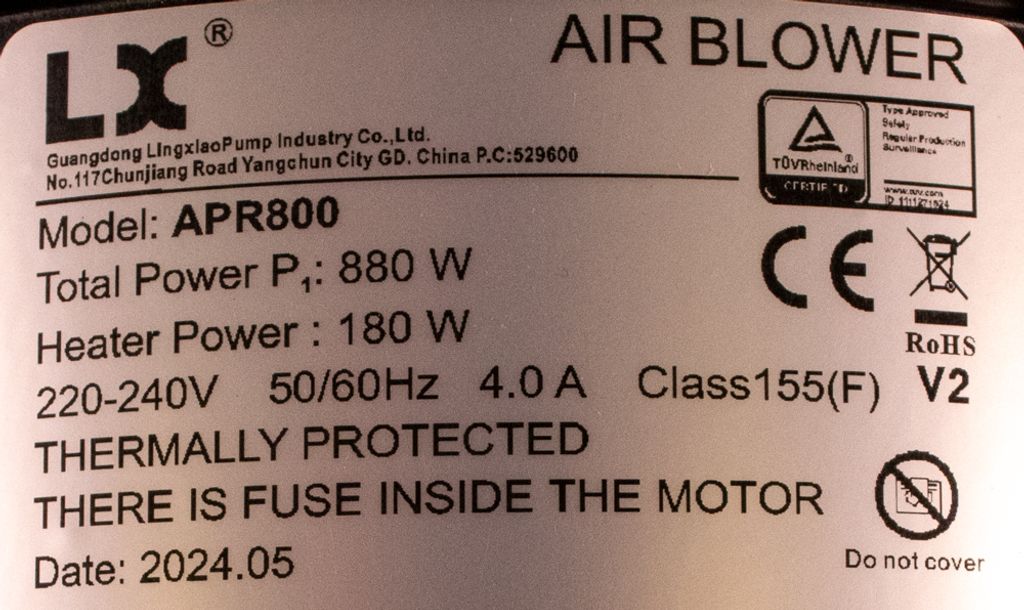 LX®
AIR BLOWER
Guangdong LingxiaoPump Industry Co.,Ltd.
No.117Chunjiang Road Yangchun City GD. China P.C:529600
TÜVRheinland®
CERTIFIED
Type Approved
Safety
Regular Production
Surveillance
www.tuv.com
ID 1111271524
Model: APR800
Total Power P₁: 880 W
CE
Heater Power : 180 W
RoHS
220-240V 50/60Hz 4.0 A Class155(F)
V2
THERMALLY PROTECTED
THERE IS FUSE INSIDE THE MOTOR
Date: 2024.05
Do not cover